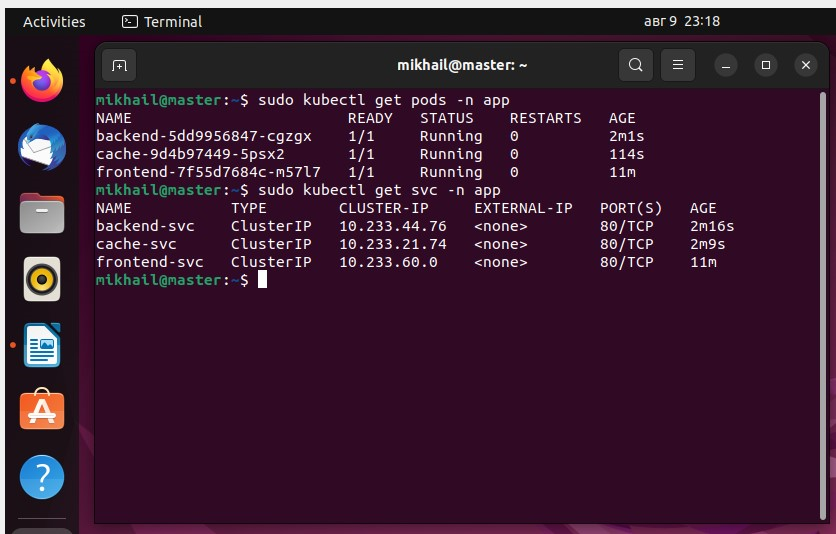 Activities Terminal авг 9 23:18
mikhail@master: ~
mikhail@master:~$ sudo kubectl get pods -n app
NAME READY STATUS RESTARTS AGE
backend-5dd9956847-cgzgx 1/1 Running 0 2m1s
cache-9d4b97449-5psx2 1/1 Running 0 114s
frontend-7f55d7684c-m57l7 1/1 Running 0 11m
mikhail@master:~$ sudo kubectl get svc -n app
NAME TYPE CLUSTER-IP EXTERNAL-IP PORT(S) AGE
backend-svc ClusterIP 10.233.44.76 <none> 80/TCP 2m16s
cache-svc ClusterIP 10.233.21.74 <none> 80/TCP 2m9s
frontend-svc ClusterIP 10.233.60.0 <none> 80/TCP 11m
mikhail@master:~$